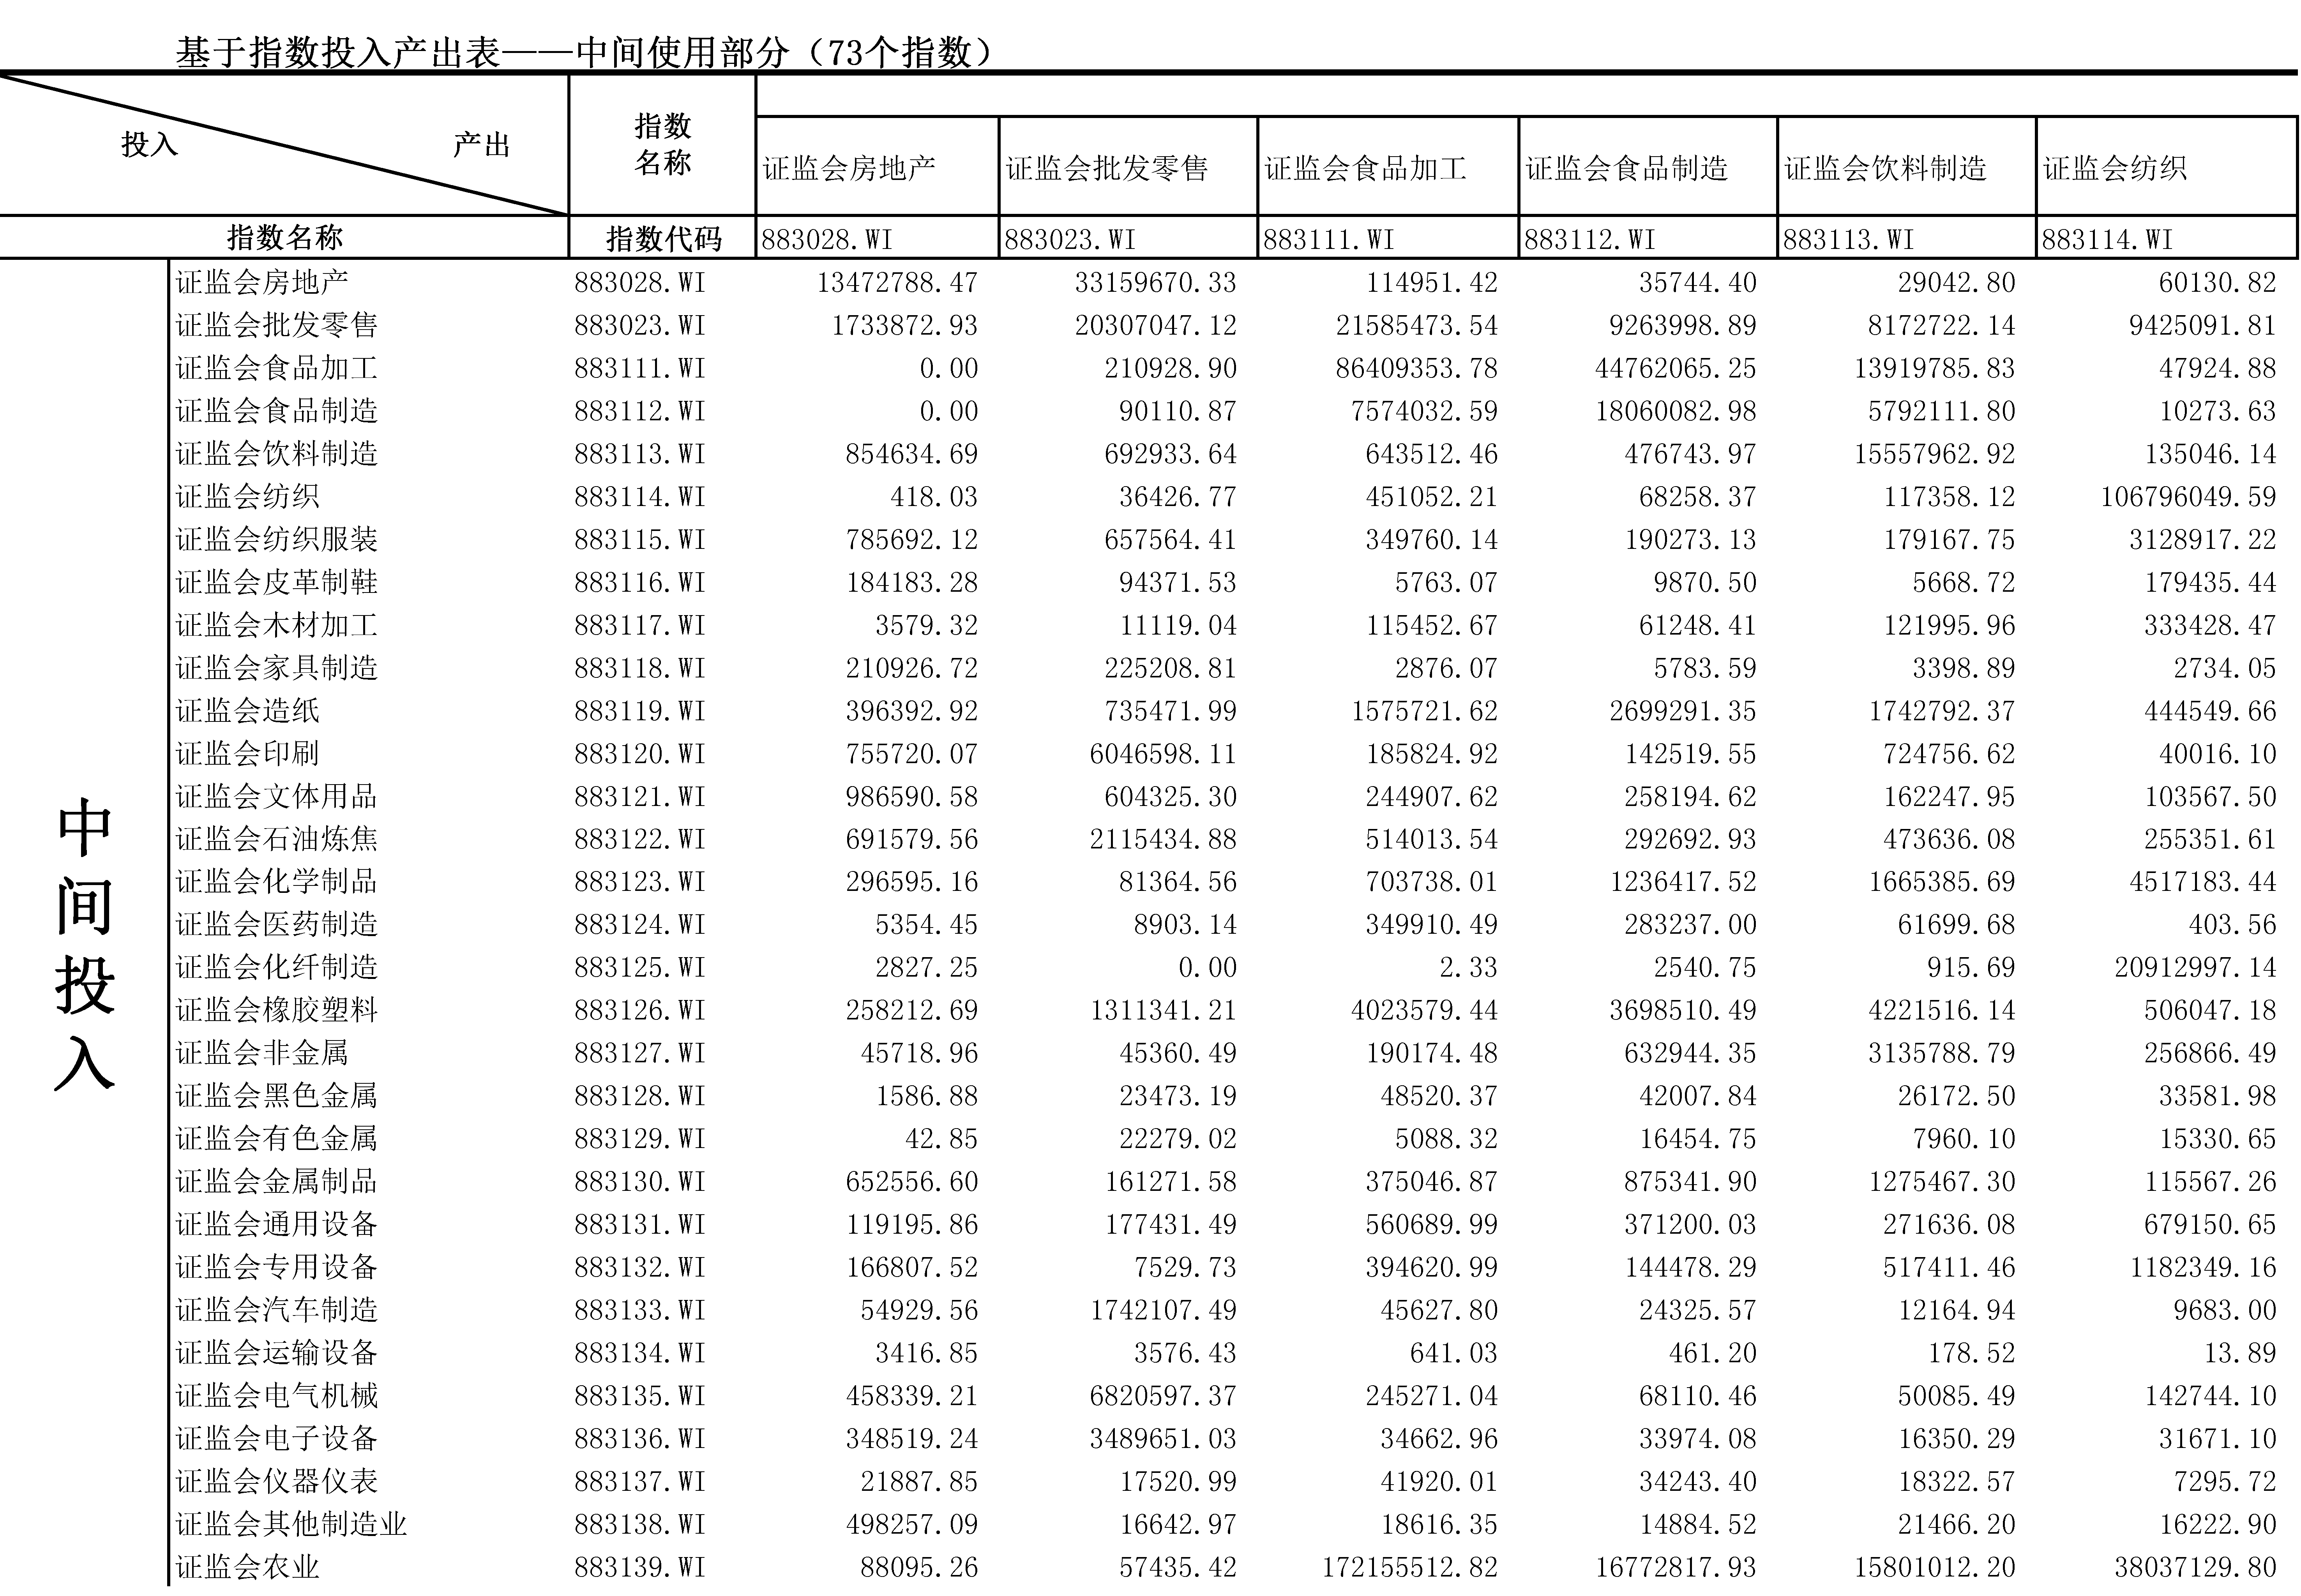 基于指数投入产出表——中间使用部分（73个指数）
投入 产出 指数名称 证监会房地产 证监会批发零售 证监会食品加工 证监会食品制造 证监会饮料制造 证监会纺织
指数名称 指数代码 883028.WI 883023.WI 883111.WI 883112.WI 883113.WI 883114.WI
中间投入
证监会房地产 883028.WI 13472788.47 33159670.33 114951.42 35744.40 29042.80 60130.82
证监会批发零售 883023.WI 1733872.93 20307047.12 21585473.54 9263998.89 8172722.14 9425091.81
证监会食品加工 883111.WI 0.00 210928.90 86409353.78 44762065.25 13919785.83 47924.88
证监会食品制造 883112.WI 0.00 90110.87 7574032.59 18060082.98 5792111.80 10273.63
证监会饮料制造 883113.WI 854634.69 692933.64 643512.46 476743.97 15557962.92 135046.14
证监会纺织 883114.WI 418.03 36426.77 451052.21 68258.37 117358.12 106796049.59
证监会纺织服装 883115.WI 785692.12 657564.41 349760.14 190273.13 179167.75 3128917.22
证监会皮革制鞋 883116.WI 184183.28 94371.53 5763.07 9870.50 5668.72 179435.44
证监会木材加工 883117.WI 3579.32 11119.04 115452.67 61248.41 121995.96 333428.47
证监会家具制造 883118.WI 210926.72 225208.81 2876.07 5783.59 3398.89 2734.05
证监会造纸 883119.WI 396392.92 735471.99 1575721.62 2699291.35 1742792.37 444549.66
证监会印刷 883120.WI 755720.07 6046598.11 185824.92 142519.55 724756.62 40016.10
证监会文体用品 883121.WI 986590.58 604325.30 244907.62 258194.62 162247.95 103567.50
证监会石油炼焦 883122.WI 691579.56 2115434.88 514013.54 292692.93 473636.08 255351.61
证监会化学制品 883123.WI 296595.16 81364.56 703738.01 1236417.52 1665385.69 4517183.44
证监会医药制造 883124.WI 5354.45 8903.14 349910.49 283237.00 61699.68 403.56
证监会化纤制造 883125.WI 2827.25 0.00 2.33 2540.75 915.69 20912997.14
证监会橡胶塑料 883126.WI 258212.69 1311341.21 4023579.44 3698510.49 4221516.14 506047.18
证监会非金属 883127.WI 45718.96 45360.49 190174.48 632944.35 3135788.79 256866.49
证监会黑色金属 883128.WI 1586.88 23473.19 48520.37 42007.84 26172.50 33581.98
证监会有色金属 883129.WI 42.85 22279.02 5088.32 16454.75 7960.10 15330.65
证监会金属制品 883130.WI 652556.60 161271.58 375046.87 875341.90 1275467.30 115567.26
证监会通用设备 883131.WI 119195.86 177431.49 560689.99 371200.03 271636.08 679150.65
证监会专用设备 883132.WI 166807.52 7529.73 394620.99 144478.29 517411.46 1182349.16
证监会汽车制造 883133.WI 54929.56 1742107.49 45627.80 24325.57 12164.94 9683.00
证监会运输设备 883134.WI 3416.85 3576.43 641.03 461.20 178.52 13.89
证监会电气机械 883135.WI 458339.21 6820597.37 245271.04 68110.46 50085.49 142744.10
证监会电子设备 883136.WI 348519.24 3489651.03 34662.96 33974.08 16350.29 31671.10
证监会仪器仪表 883137.WI 21887.85 17520.99 41920.01 34243.40 18322.57 7295.72
证监会其他制造业 883138.WI 498257.09 16642.97 18616.35 14884.52 21466.20 16222.90
证监会农业 883139.WI 88095.26 57435.42 172155512.82 16772817.93 15801012.20 38037129.80